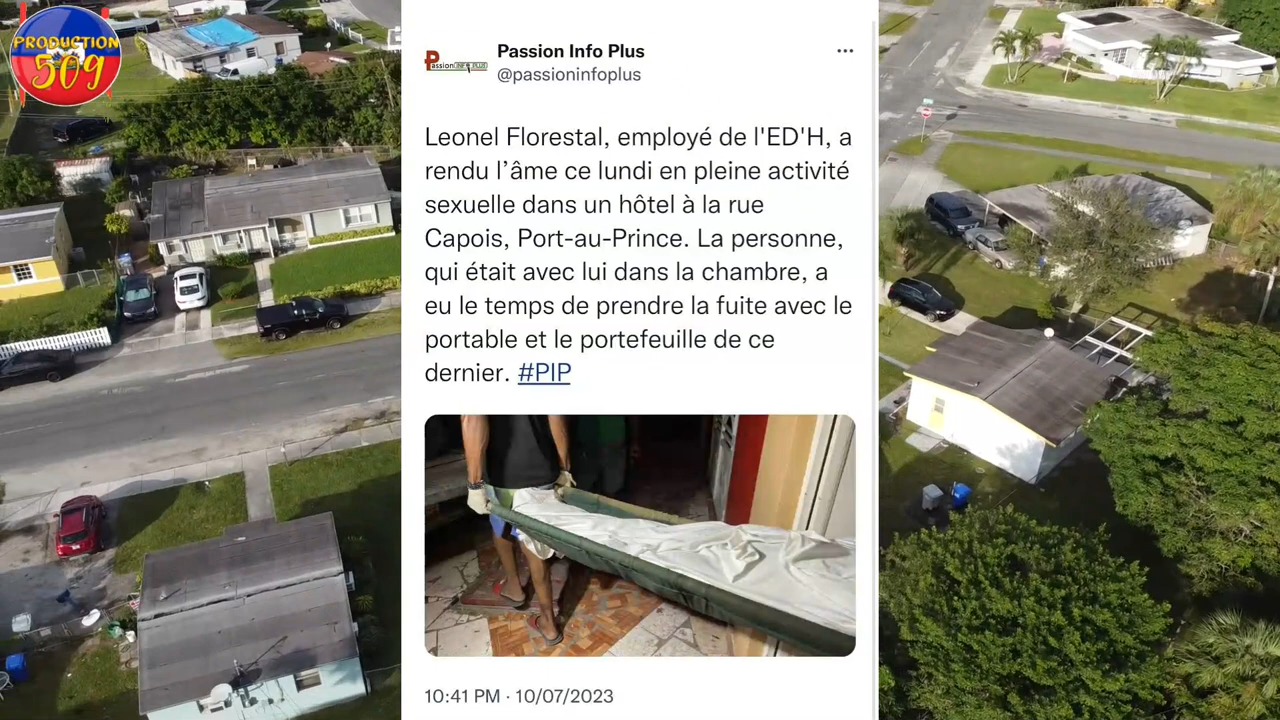 PRODUCTION
509
Passion Info Plus
@passioninfoplus
Passion INFO PLUS
Leonel Florestal, employé de l'ED'H, a
rendu l’âme ce lundi en pleine activité
sexuelle dans un hôtel à la rue
Capois, Port-au-Prince. La personne,
qui était avec lui dans la chambre, a
eu le temps de prendre la fuite avec le
portable et le portefeuille de ce
dernier. #PIP
10:41 PM · 10/07/2023